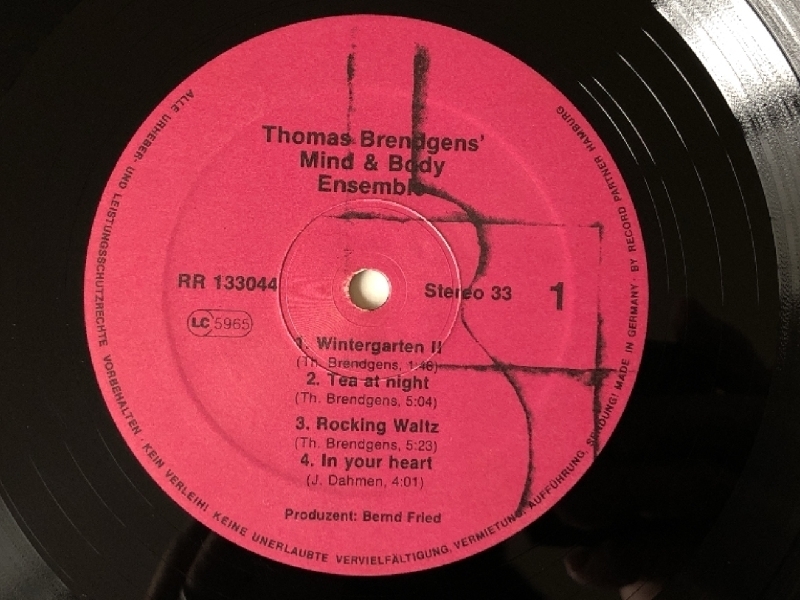 Thomas Brendgens'
Mind & Body
Ensemble
RR 133044
Stereo 33
1
LC 5965
1. Wintergarten II
(Th. Brendgens, 1:48)
2. Tea at night
(Th. Brendgens, 5:04)
3. Rocking Waltz
(Th. Brendgens, 5:23)
4. In your heart
(J. Dahmen, 4:01)
Produzent: Bernd Fried
ALLE URHEBER- UND LEISTUNGSSCHUTZRECHTE VORBEHALTEN · KEIN VERLEIH! KEINE UNERLAUBTE VERVIELFÄLTIGUNG, VERMIETUNG, AUFFÜHRUNG, SENDUNG! MADE IN GERMANY · BY RECORD PARTNER HAMBURG